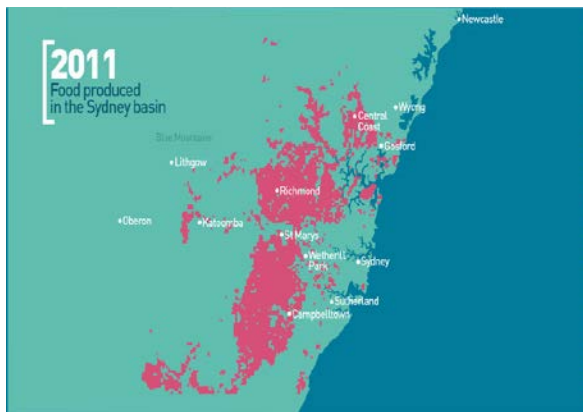 2011
Food produced
in the Sydney basin
Newcastle
Wyong
Central
Coast
Gosford
Blue Mountains
Lithgow
Richmond
Oberon
Katoomba
St Marys
Wetherill
Park
Sydney
Sutherland
Campbelltown